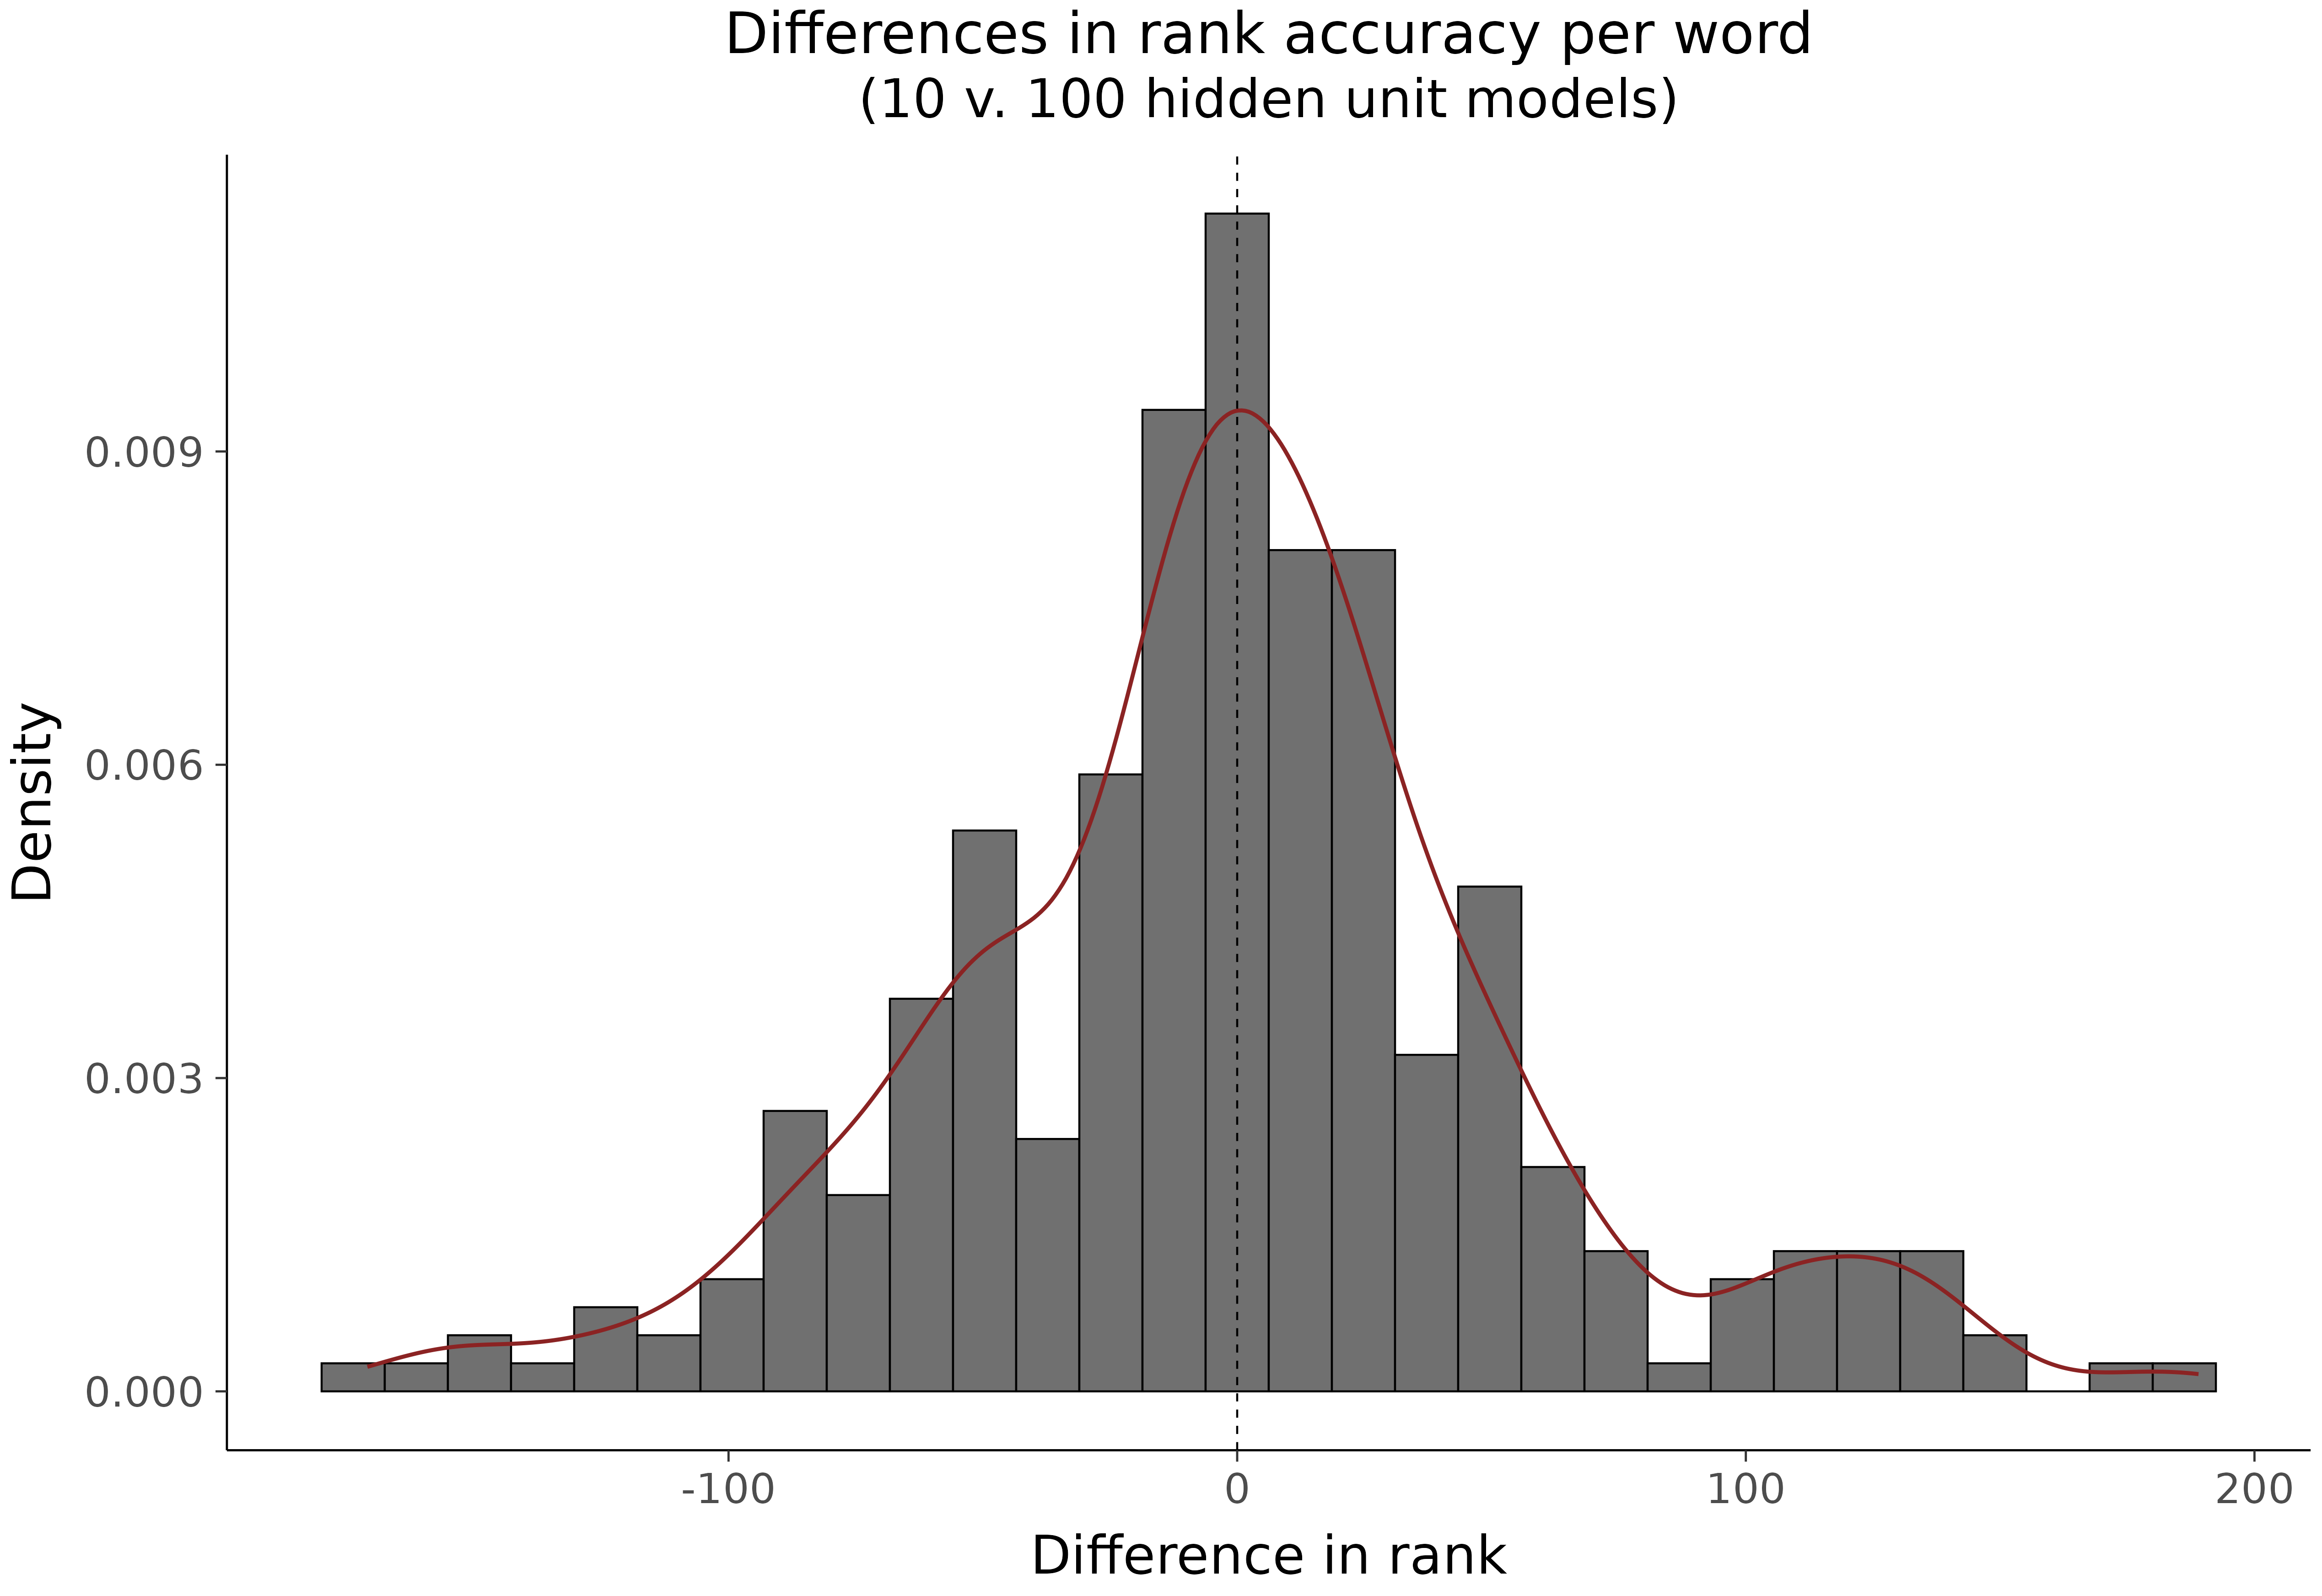 Differences in rank accuracy per word
(10 v. 100 hidden unit models)
Density
0.009
0.006
0.003
0.000
-100 0 100 200
Difference in rank